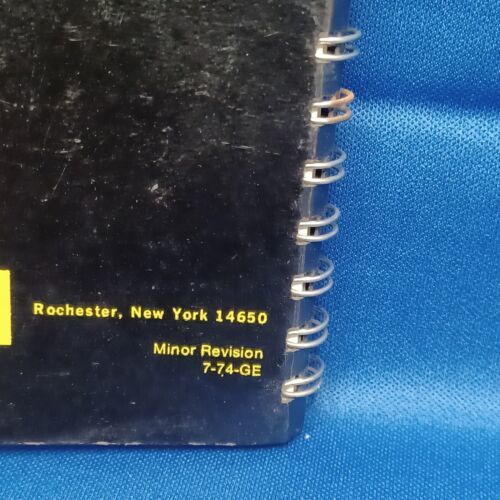 Rochester, New York 14650
Minor Revision
7-74-GE